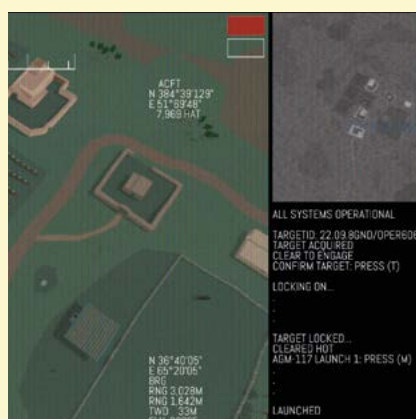 ACFT
N 384°39'129"
E 51°69'48"
7,969 HAT
N 36°40'05"
E 65°20'05"
BRG
RNG 3,028M
RNG 1,642M
TWD 33M
ALL SYSTEMS OPERATIONAL
TARGETID: 22.09.8GND/OPER606
TARGET ACQUIRED
CLEAR TO ENGAGE
CONFIRM TARGET: PRESS (T)
LOCKING ON...
.
.
.
TARGET LOCKED...
CLEARED HOT
AGM-117 LAUNCH 1: PRESS (M)
.
.
.
LAUNCHED